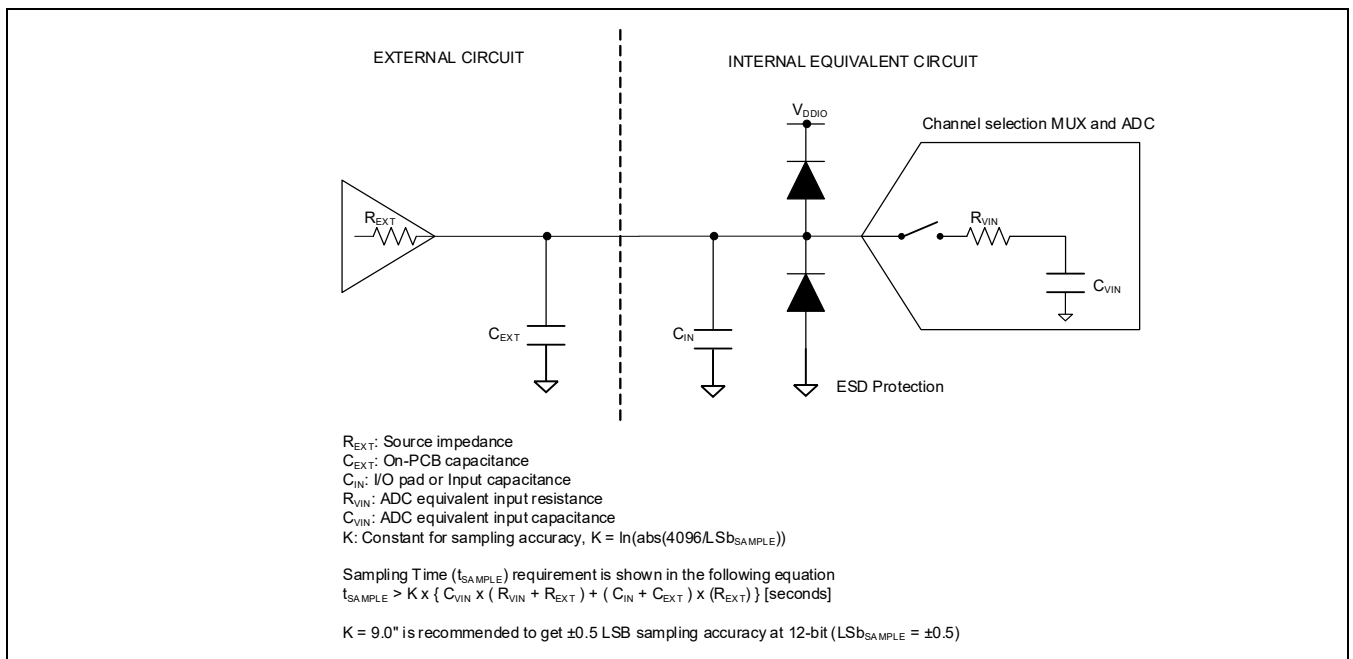 EXTERNAL CIRCUIT
INTERNAL EQUIVALENT CIRCUIT
VDDIO
Channel selection MUX and ADC
REXT
RVIN
CVIN
CEXT
CIN
ESD Protection
REXT: Source impedance
CEXT: On-PCB capacitance
CIN: I/O pad or Input capacitance
RVIN: ADC equivalent input resistance
CVIN: ADC equivalent input capacitance
K: Constant for sampling accuracy, K = ln(abs(4096/LSbSAMPLE))
Sampling Time (tSAMPLE) requirement is shown in the following equation
tSAMPLE > K x { CVIN x ( RVIN + REXT ) + ( CIN + CEXT ) x (REXT) } [seconds]
K = 9.0" is recommended to get ±0.5 LSB sampling accuracy at 12-bit (LSbSAMPLE = ±0.5)